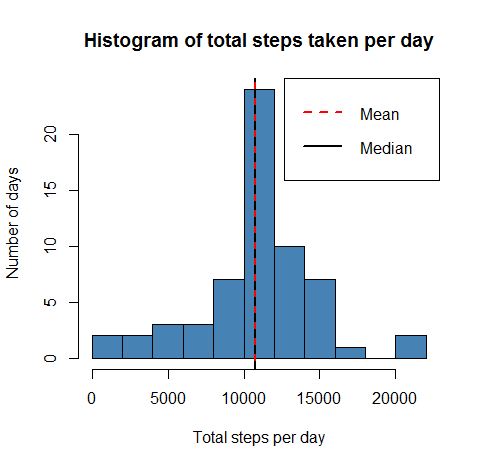 Histogram of total steps taken per day
Mean
Median
Number of days
20
15
10
5
0
0 5000 10000 15000 20000
Total steps per day